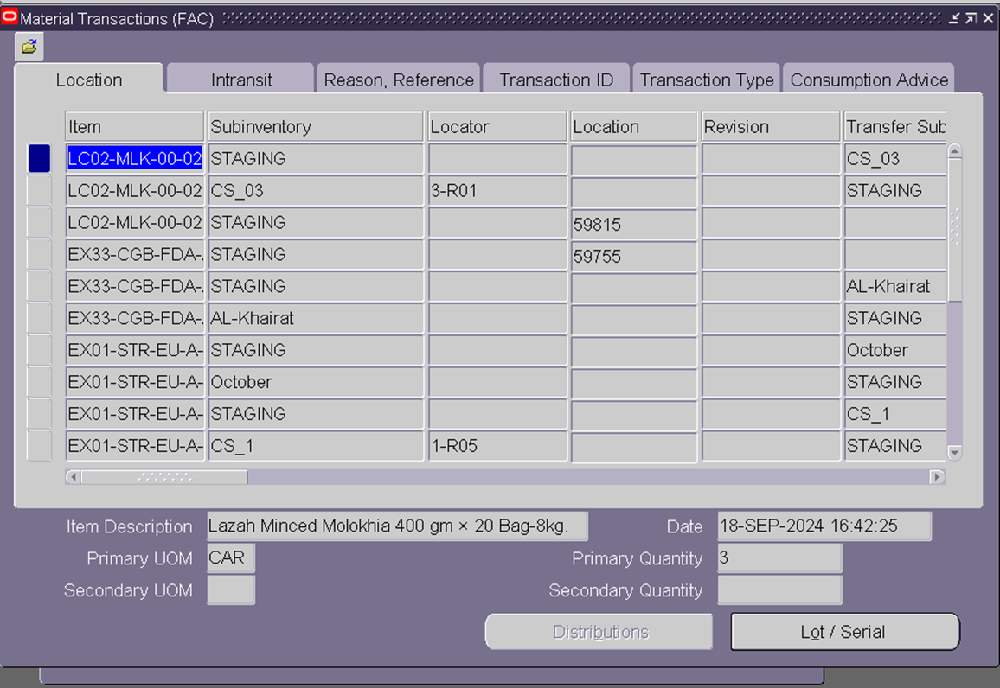 Material Transactions (FAC)
Location Intransit Reason, Reference Transaction ID Transaction Type Consumption Advice
Item Subinventory Locator Location Revision Transfer Sub
LC02-MLK-00-02 STAGING CS_03
LC02-MLK-00-02 CS_03 3-R01 STAGING
LC02-MLK-00-02 STAGING 59815
EX33-CGB-FDA-. STAGING 59755
EX33-CGB-FDA-. STAGING AL-Khairat
EX33-CGB-FDA-. AL-Khairat STAGING
EX01-STR-EU-A- STAGING October
EX01-STR-EU-A- October STAGING
EX01-STR-EU-A- STAGING CS_1
EX01-STR-EU-A- CS_1 1-R05 STAGING
Item Description Lazah Minced Molokhia 400 gm × 20 Bag-8kg. Date 18-SEP-2024 16:42:25
Primary UOM CAR Primary Quantity 3
Secondary UOM Secondary Quantity
Distributions Lot / Serial